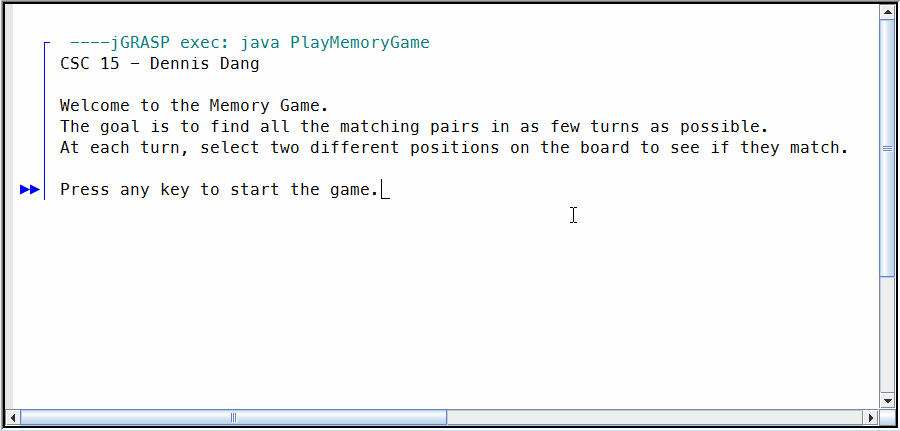 ----jGRASP exec: java PlayMemoryGame
CSC 15 - Dennis Dang
Welcome to the Memory Game.
The goal is to find all the matching pairs in as few turns as possible.
At each turn, select two different positions on the board to see if they match.
Press any key to start the game.